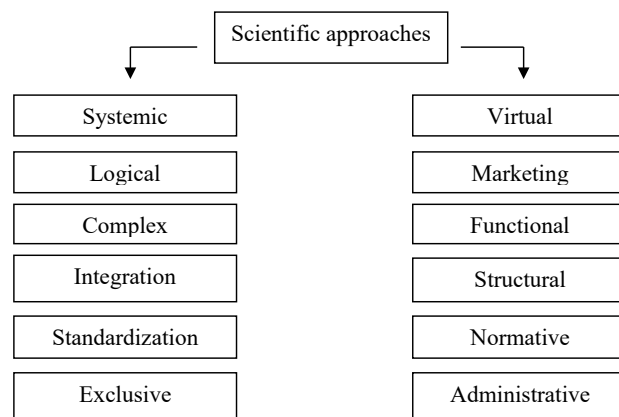 Scientific approaches
Systemic
Logical
Complex
Integration
Standardization
Exclusive
Virtual
Marketing
Functional
Structural
Normative
Administrative